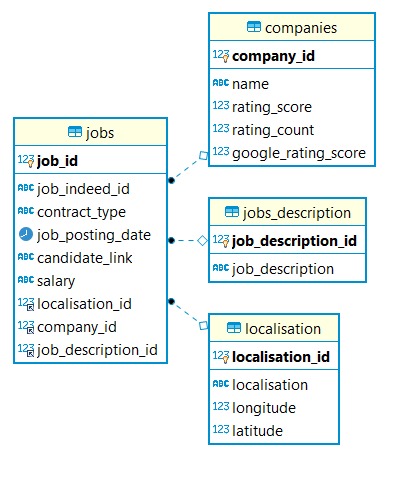 companies
123 company_id
ABC name
123 rating_score
123 rating_count
123 google_rating_score
jobs
123 job_id
ABC job_indeed_id
ABC contract_type
job_posting_date
ABC candidate_link
ABC salary
123 localisation_id
123 company_id
123 job_description_id
jobs_description
123 job_description_id
ABC job_description
localisation
123 localisation_id
ABC localisation
123 longitude
123 latitude